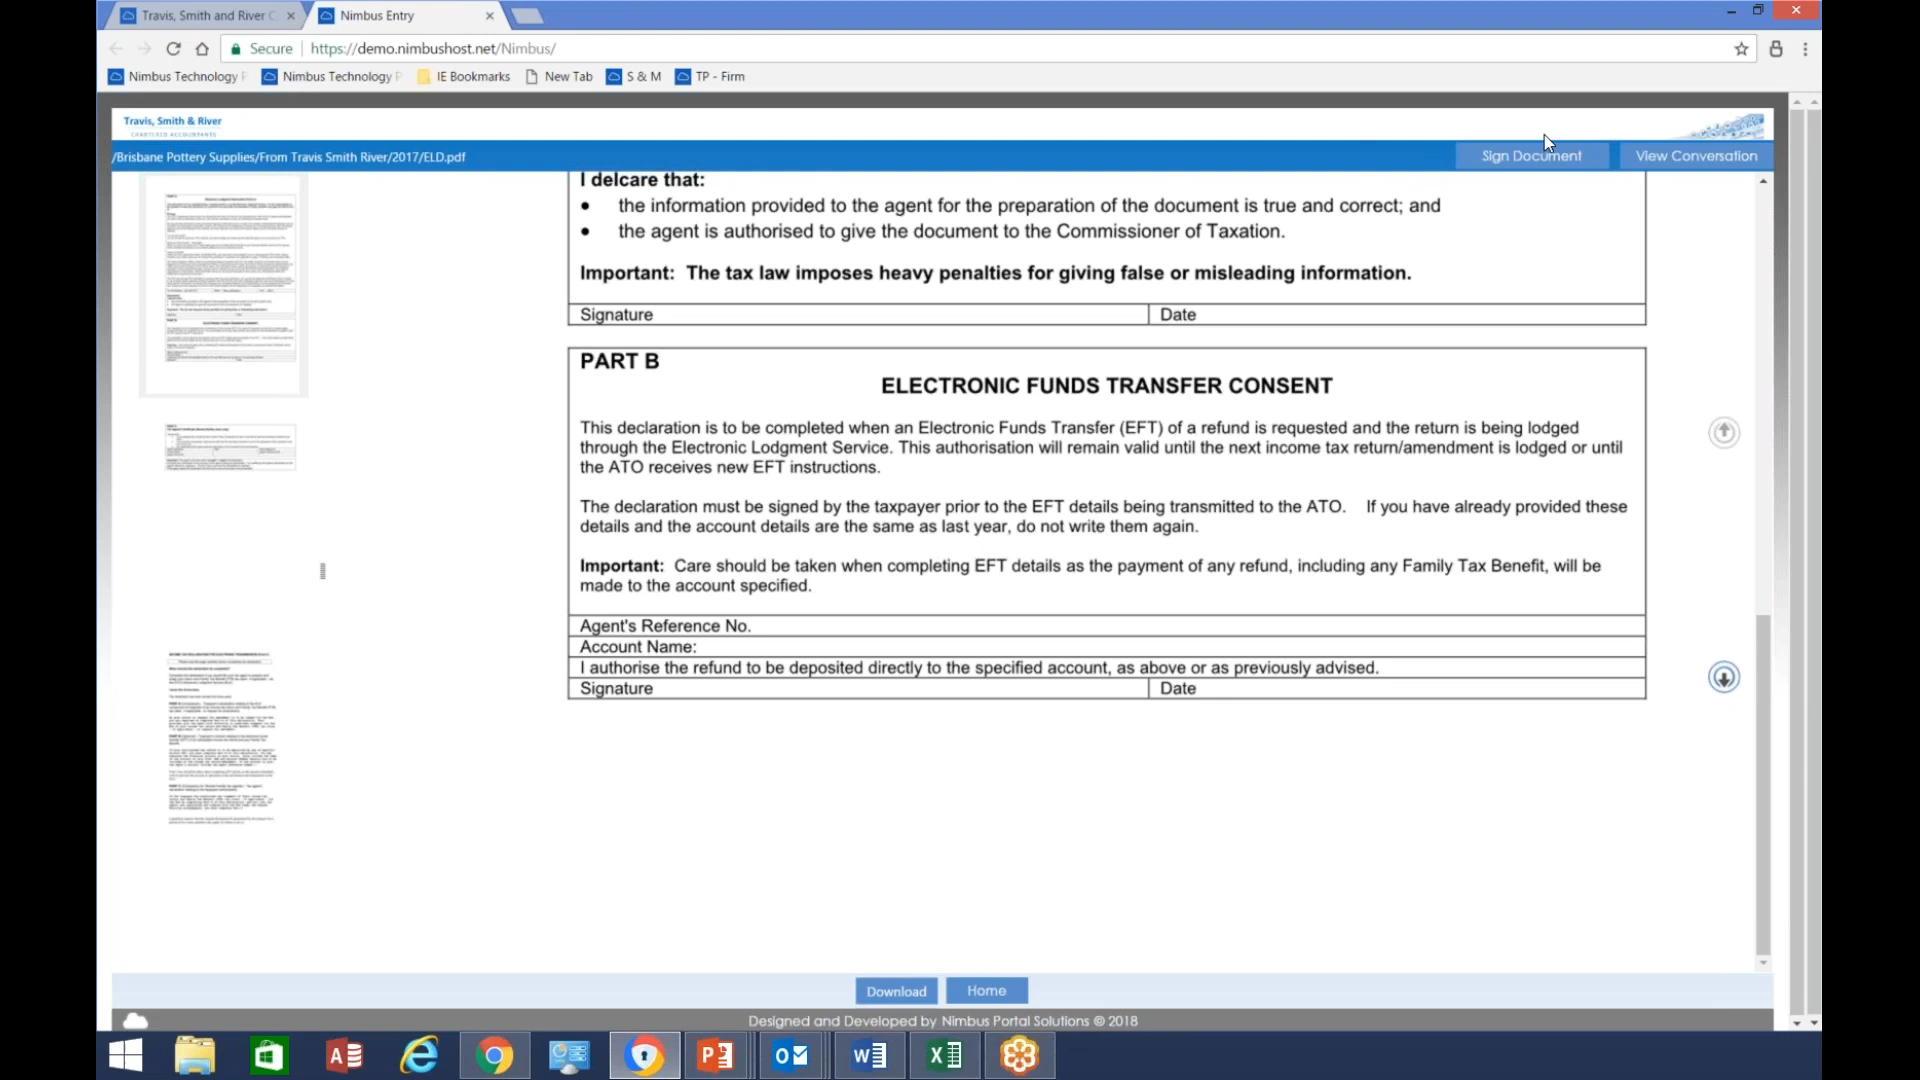 Travis, Smith and River C
Nimbus Entry
Secure
https://demo.nimbushost.net/Nimbus/
Nimbus Technology P
Nimbus Technology P
IE Bookmarks
New Tab
S & M
TP - Firm
Travis, Smith & River
CHARTERED ACCOUNTANTS
/Brisbane Pottery Supplies/From Travis Smith River/2017/ELD.pdf
Sign Document
View Conversation
I delcare that:
• the information provided to the agent for the preparation of the document is true and correct; and
• the agent is authorised to give the document to the Commissioner of Taxation.
Important: The tax law imposes heavy penalties for giving false or misleading information.
Signature Date
PART B
ELECTRONIC FUNDS TRANSFER CONSENT
This declaration is to be completed when an Electronic Funds Transfer (EFT) of a refund is requested and the return is being lodged
through the Electronic Lodgment Service. This authorisation will remain valid until the next income tax return/amendment is lodged or until
the ATO receives new EFT instructions.
The declaration must be signed by the taxpayer prior to the EFT details being transmitted to the ATO. If you have already provided these
details and the account details are the same as last year, do not write them again.
Important: Care should be taken when completing EFT details as the payment of any refund, including any Family Tax Benefit, will be
made to the account specified.
Agent's Reference No.
Account Name:
I authorise the refund to be deposited directly to the specified account, as above or as previously advised.
Signature Date
Download
Home
Designed and Developed by Nimbus Portal Solutions © 2018